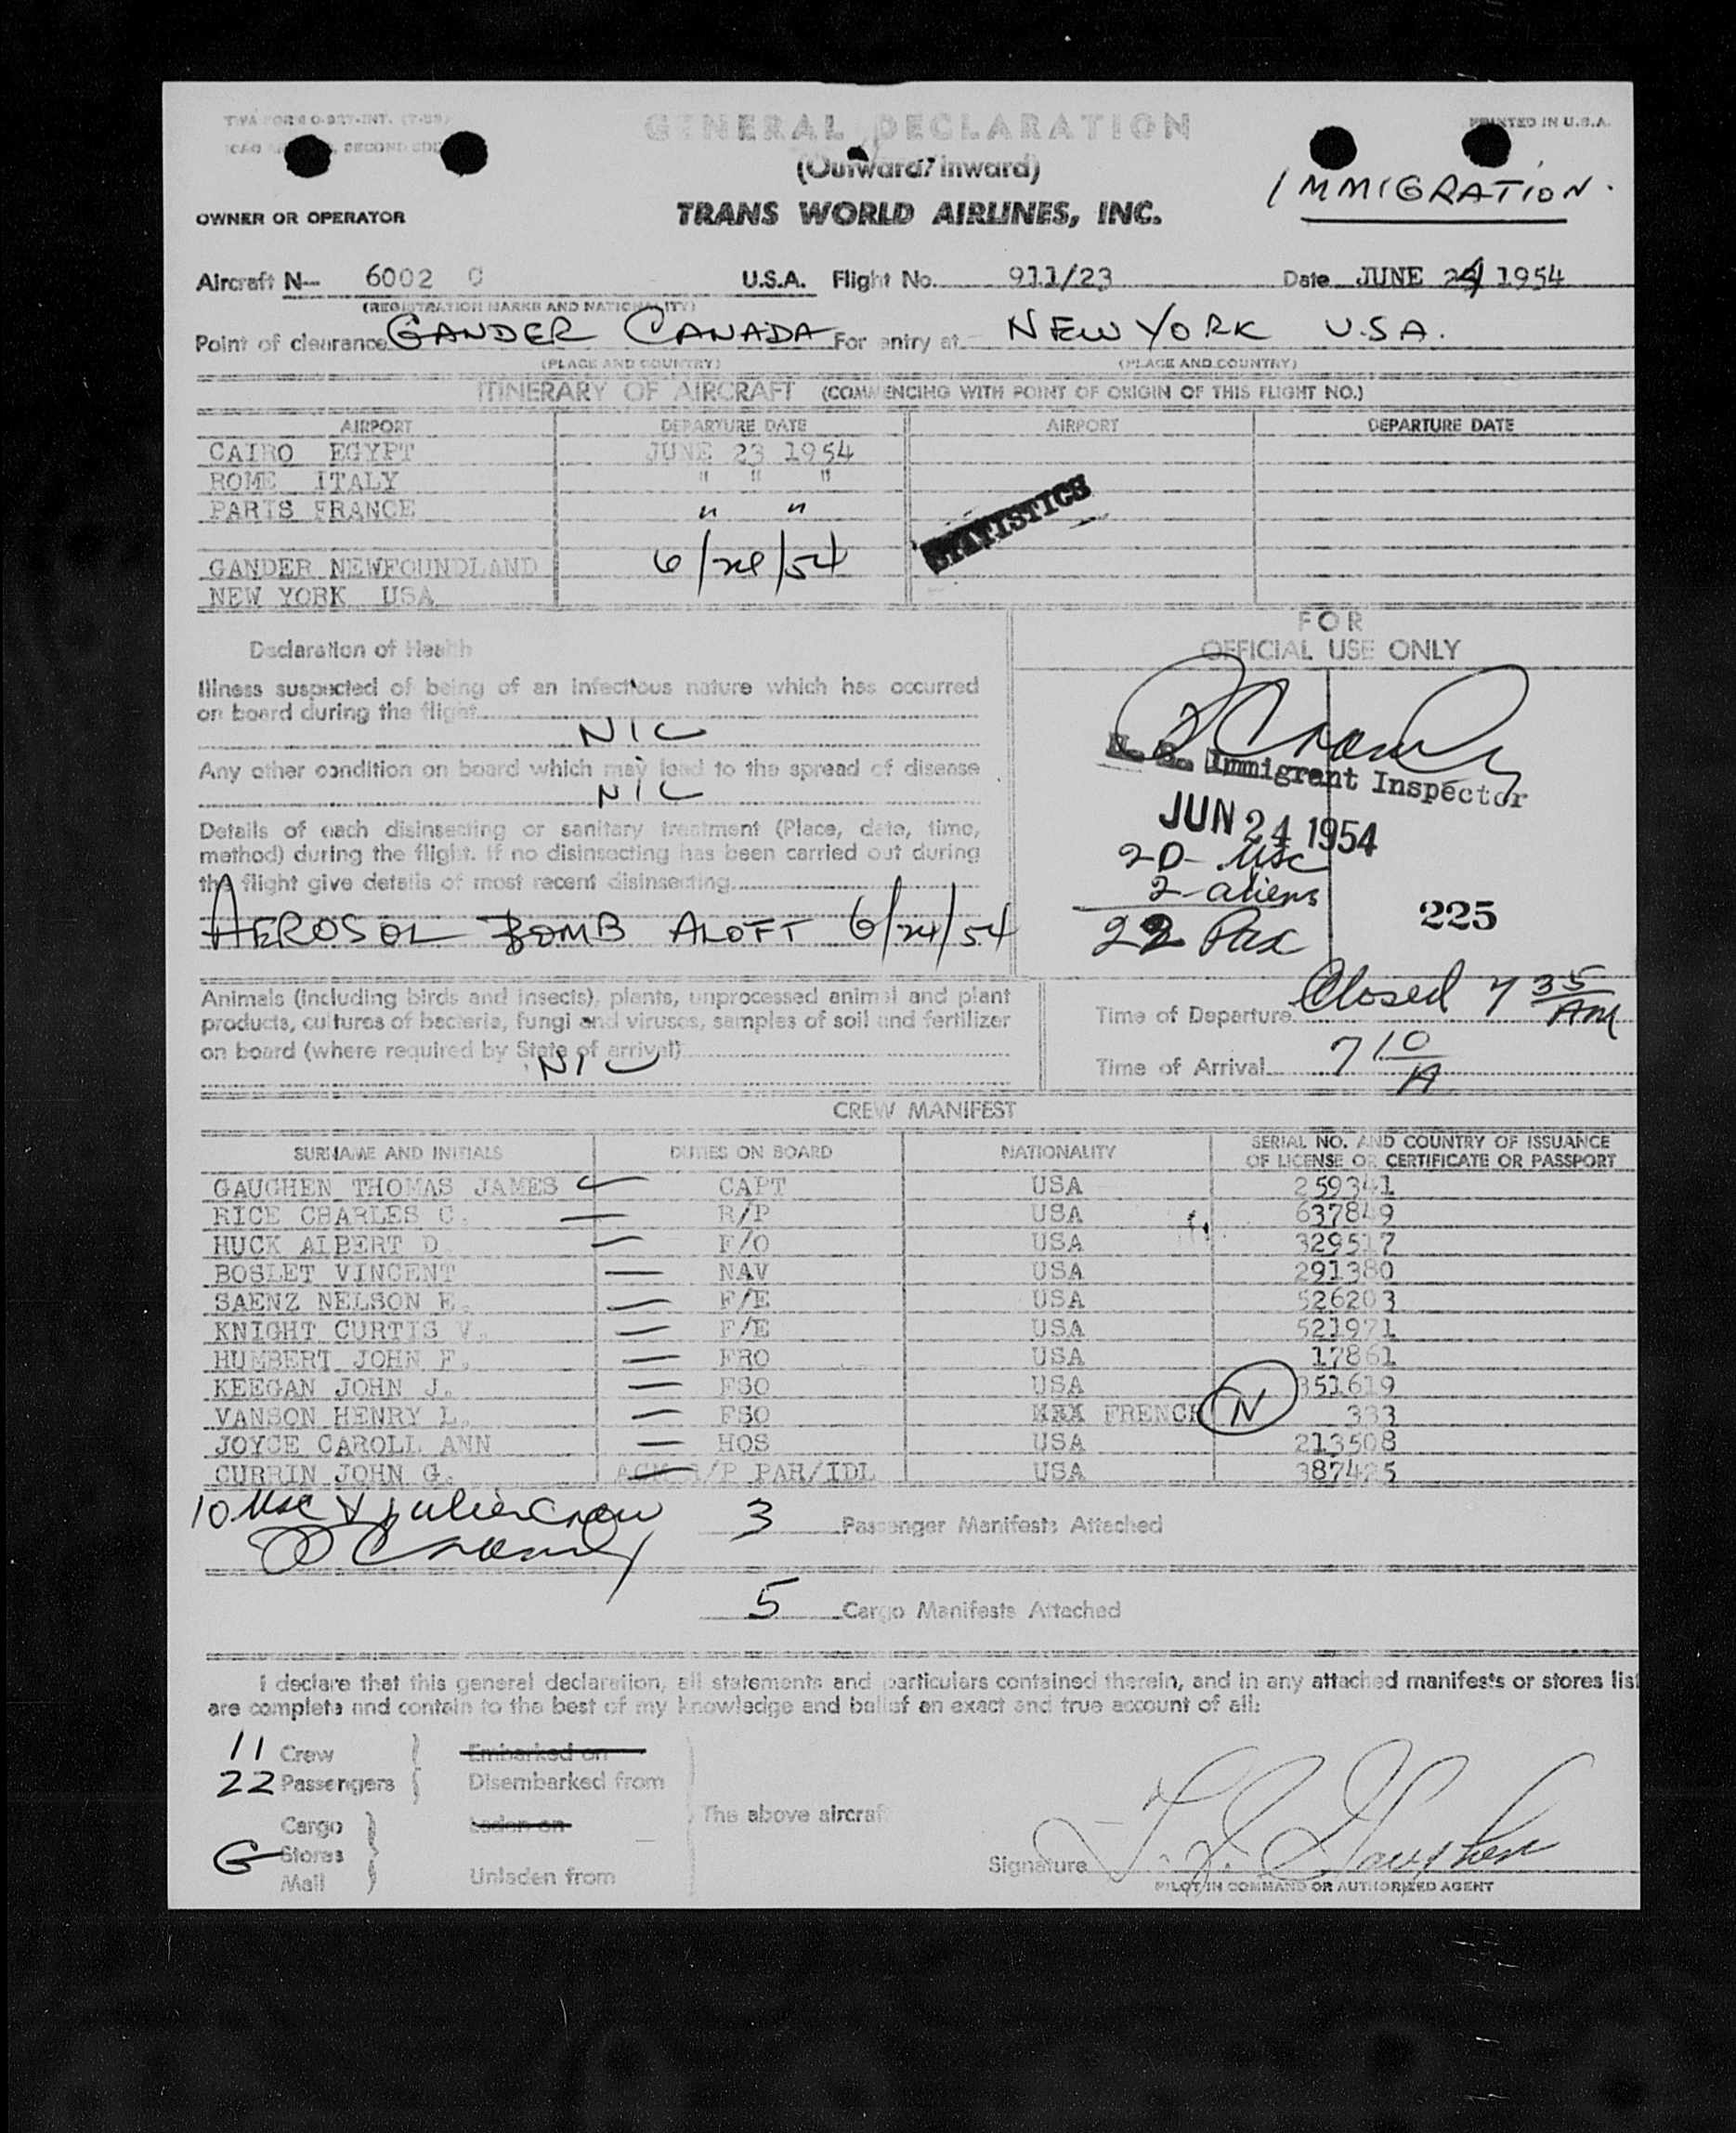 GENERAL DECLARATION
PRINTED IN U.S.A.
(Outward/Inward)
IMMIGRATION.
OWNER OR OPERATOR
TRANS WORLD AIRLINES, INC.
Aircraft N- 6002 C U.S.A. Flight No. 911/23 Date JUNE 24 1954
(REGISTRATION MARKS AND NATIONALITY)
Point of clearance GANDER CANADA For entry at NEW YORK U.S.A.
(PLACE AND COUNTRY) (PLACE AND COUNTRY)
ITINERARY OF AIRCRAFT (COMMENCING WITH POINT OF ORIGIN OF THIS FLIGHT NO.)
AIRPORT DEPARTURE DATE AIRPORT DEPARTURE DATE
CAIRO EGYPT JUNE 23 1954
ROME ITALY " " "
PARIS FRANCE " "
STATISTICS
GANDER NEWFOUNDLAND 6/24/54
NEW YORK USA
FOR
OFFICIAL USE ONLY
Declaration of Health
Illness suspected of being of an infectious nature which has occurred
on board during the flight
NIL
Any other condition on board which may lead to the spread of disease
NIL
Details of each disinsecting or sanitary treatment (Place, date, time,
method) during the flight. If no disinsecting has been carried out during
the flight give details of most recent disinsecting
AEROSOL BOMB ALOFT 6/24/54
U. S. Immigrant Inspector
JUN 24 1954
20 - Usc
2 - aliens
22 Pax
225
Animals (including birds and insects), plants, unprocessed animal and plant
products, cultures of bacteria, fungi and viruses, samples of soil and fertilizer
on board (where required by State of arrival)
NIL
Time of Departure Closed 7 35 AM
Time of Arrival 7 10 A
CREW MANIFEST
SURNAME AND INITIALS DUTIES ON BOARD NATIONALITY SERIAL NO. AND COUNTRY OF ISSUANCE
OF LICENSE OR CERTIFICATE OR PASSPORT
GAUGHEN THOMAS JAMES CAPT USA 259341
RICE CHARLES C. R/P USA 637849
HUCK ALBERT D. F/O USA 329517
BOSLET VINCENT NAV USA 291380
SAENZ NELSON E. F/E USA 526203
KNIGHT CURTIS V. F/E USA 521971
HUMBERT JOHN F. FRO USA 17861
KEEGAN JOHN J. FSO USA 351619
VANSON HENRY L. FSO FRENCH N 333
JOYCE CAROLL ANN HOS USA 213508
CURRIN JOHN G. ACM R/P PAR/IDL USA 387425
10 Usc
3 Passenger Manifests Attached
5 Cargo Manifests Attached
I declare that this general declaration, all statements and particulars contained therein, and in any attached manifests or stores list
are complete and contain to the best of my knowledge and belief an exact and true account of all:
11 Crew Embarked on
22 Passengers Disembarked from
The above aircraft
Cargo Laden on
G Stores
Mail Unladen from
Signature T. J. Gaughen
PILOT IN COMMAND OR AUTHORIZED AGENT